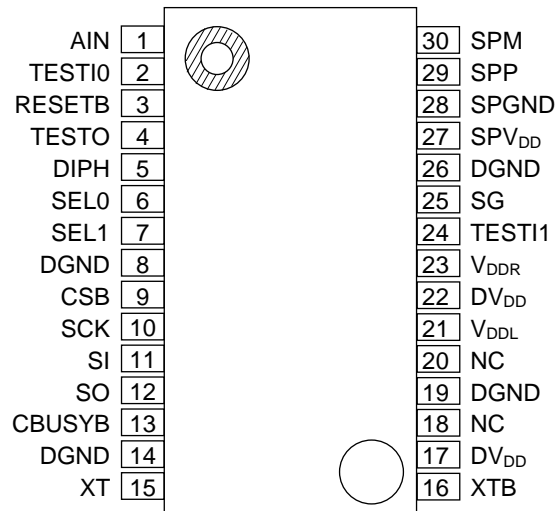 AIN 1 30 SPM
TESTI0 2 29 SPP
RESETB 3 28 SPGND
TESTO 4 27 SPVDD
DIPH 5 26 DGND
SEL0 6 25 SG
SEL1 7 24 TESTI1
DGND 8 23 VDDR
CSB 9 22 DVDD
SCK 10 21 VDDL
SI 11 20 NC
SO 12 19 DGND
CBUSYB 13 18 NC
DGND 14 17 DVDD
XT 15 16 XTB